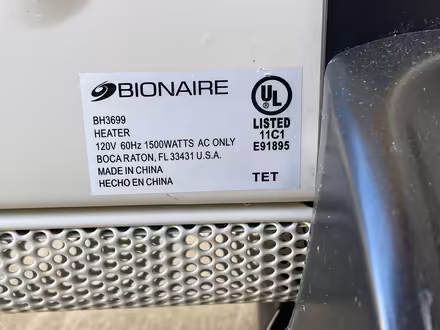 BIONAIRE
BH3699
HEATER
120V 60Hz 1500WATTS AC ONLY
BOCA RATON, FL 33431 U.S.A.
MADE IN CHINA
HECHO EN CHINA
UL
LISTED
11C1
E91895
TET